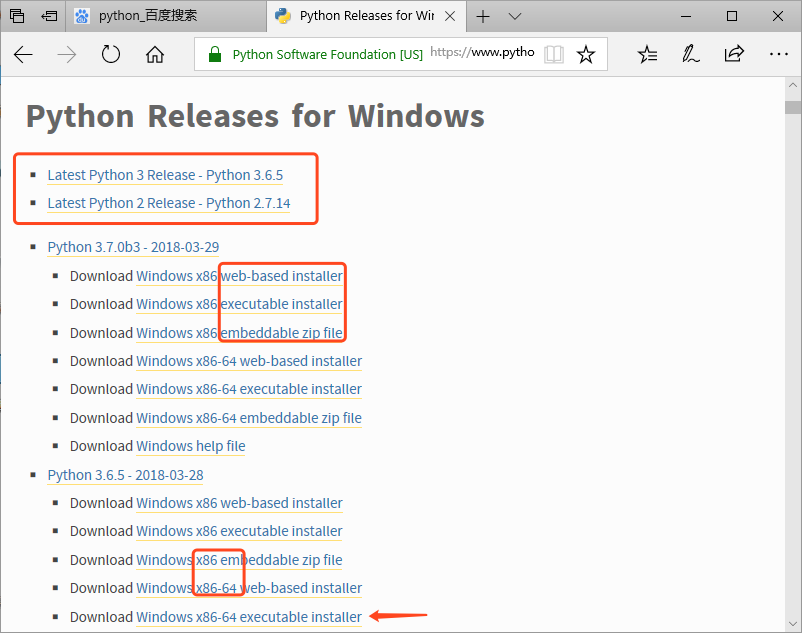 python_百度搜索
Python Releases for Wir
Python Software Foundation [US] https://www.pytho
Python Releases for Windows
Latest Python 3 Release - Python 3.6.5
Latest Python 2 Release - Python 2.7.14
Python 3.7.0b3 - 2018-03-29
Download Windows x86 web-based installer
Download Windows x86 executable installer
Download Windows x86 embeddable zip file
Download Windows x86-64 web-based installer
Download Windows x86-64 executable installer
Download Windows x86-64 embeddable zip file
Download Windows help file
Python 3.6.5 - 2018-03-28
Download Windows x86 web-based installer
Download Windows x86 executable installer
Download Windows x86 embeddable zip file
Download Windows x86-64 web-based installer
Download Windows x86-64 executable installer